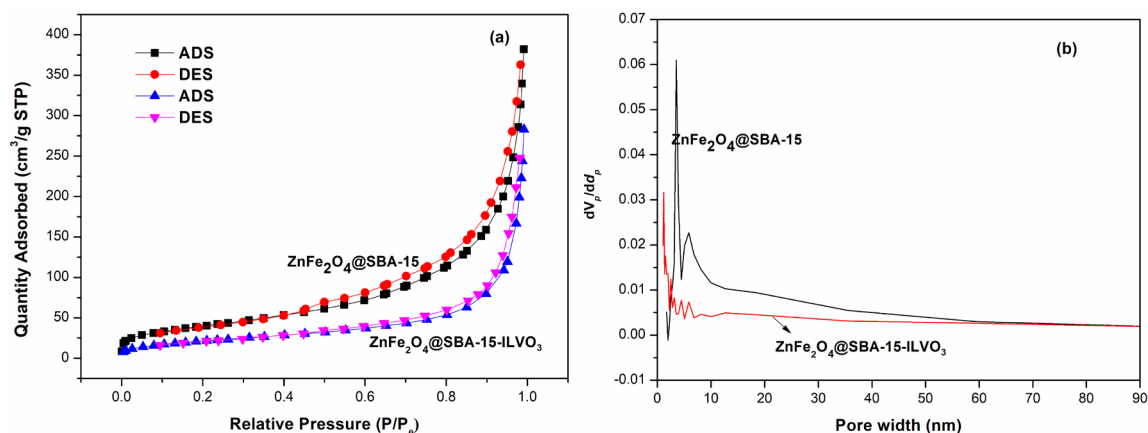 (a)
ADS
DES
ADS
DES
400
350
300
250
200
150
100
50
0
Quantity Adsorbed (cm³/g STP)
ZnFe₂O₄@SBA-15
ZnFe₂O₄@SBA-15-ILVO₃
0.0 0.2 0.4 0.6 0.8 1.0
Relative Pressure (P/Pₒ)
(b)
0.07
0.06
0.05
0.04
0.03
0.02
0.01
0.00
-0.01
dVₚ/ddₚ
ZnFe₂O₄@SBA-15
ZnFe₂O₄@SBA-15-ILVO₃
0 10 20 30 40 50 60 70 80 90
Pore width (nm)